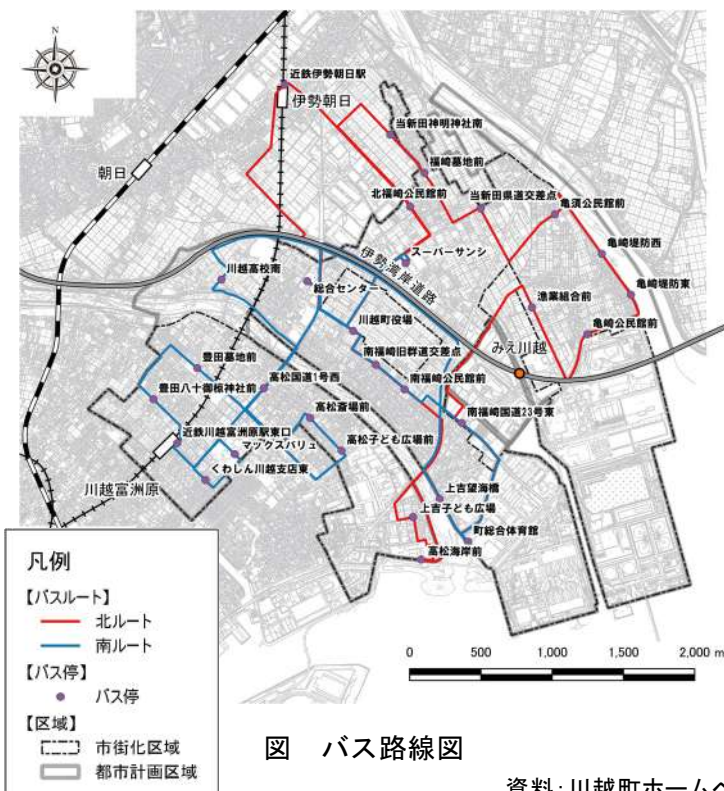 近鉄伊勢朝日駅
伊勢朝日
当新田神明神社南
朝日
福崎墓地前
北福崎公民館前
当新田県道交差点
亀須公民館前
スーパーサンシ
亀崎堤防西
伊勢湾岸道路
川越高校南
総合センター
亀崎堤防東
漁業組合前
川越町役場
亀崎公民館前
みえ川越
豊田墓地前
南福崎旧群道交差点
高松国道1号西
豊田八十御椋神社前
南福崎公民館前
高松斎場前
南福崎国道23号東
近鉄川越富洲原駅東口
マックスバリュ
高松子ども広場前
くわしん川越支店東
川越富洲原
上吉望海橋
上吉子ども広場
町総合体育館
高松海岸前
凡例
【バスルート】
北ルート
南ルート
【バス停】
バス停
【区域】
市街化区域
都市計画区域
0 500 1,000 1,500 2,000 m
図 バス路線図
資料:川越町ホームペ